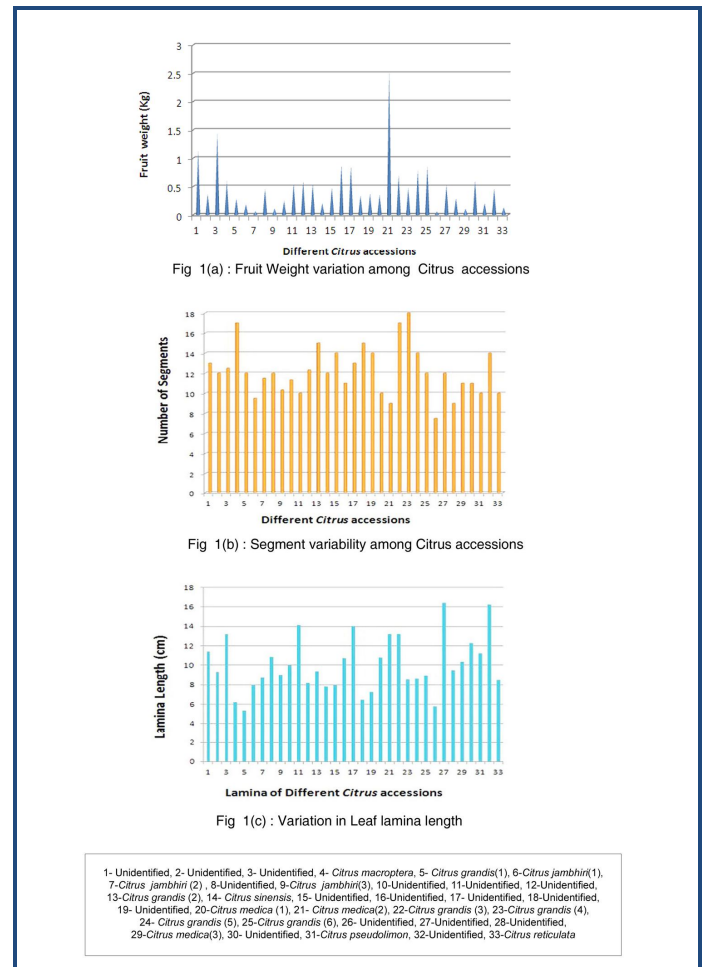 3
2.5
2
1.5
1
0.5
0
Fruit weight (Kg)
1 3 5 7 9 11 13 15 17 19 21 23 25 27 29 31 33
Different Citrus accessions
Fig 1(a) : Fruit Weight variation among Citrus accessions
18
16
14
12
10
8
6
4
2
0
Number of Segments
1 3 5 7 9 11 13 15 17 19 21 23 25 27 29 31 33
Different Citrus accessions
Fig 1(b) : Segment variability among Citrus accessions
18
16
14
12
10
8
6
4
2
0
Lamina Length (cm)
1 3 5 7 9 11 13 15 17 19 21 23 25 27 29 31 33
Lamina of Different Citrus accessions
Fig 1(c) : Variation in Leaf lamina length
1- Unidentified, 2- Unidentified, 3- Unidentified, 4- Citrus macroptera, 5- Citrus grandis(1), 6-Citrus jambhiri(1),
7-Citrus jambhiri (2) , 8-Unidentified, 9-Citrus jambhiri(3), 10-Unidentified, 11-Unidentified, 12-Unidentified,
13-Citrus grandis (2), 14- Citrus sinensis, 15- Unidentified, 16-Unidentified, 17- Unidentified, 18-Unidentified,
19- Unidentified, 20-Citrus medica (1), 21- Citrus medica(2), 22-Citrus grandis (3), 23-Citrus grandis (4),
24- Citrus grandis (5), 25-Citrus grandis (6), 26- Unidentified, 27-Unidentified, 28-Unidentified,
29-Citrus medica(3), 30- Unidentified, 31-Citrus pseudolimon, 32-Unidentified, 33-Citrus reticulata